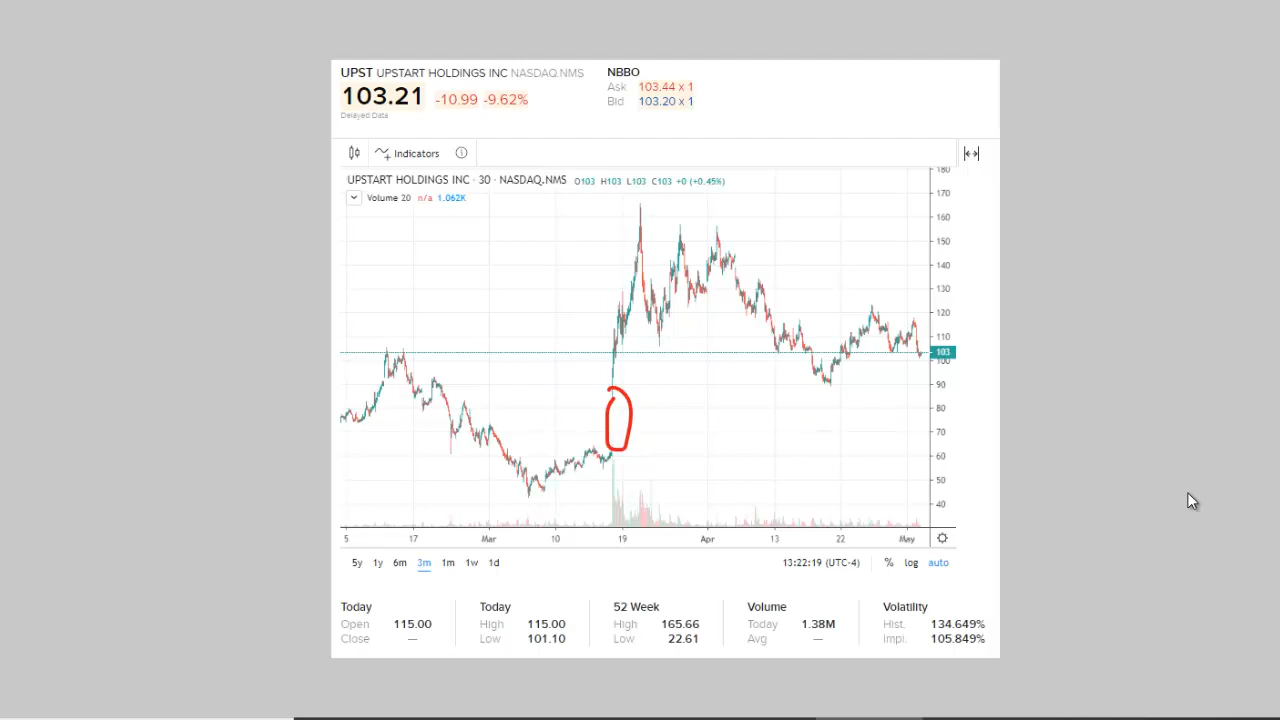 UPST UPSTART HOLDINGS INC NASDAQ.NMS
103.21 -10.99 -9.62%
Delayed Data
NBBO
Ask 103.44 x 1
Bid 103.20 x 1
Indicators
UPSTART HOLDINGS INC · 30 · NASDAQ.NMS O103 H103 L103 C103 +0 (+0.45%)
Volume 20 n/a 1.062K
180
170
160
150
140
130
120
110
103
100
90
80
70
60
50
40
5 17 Mar 10 19 Apr 13 22 May
5y 1y 6m 3m 1m 1w 1d 13:22:19 (UTC-4) % log auto
Today
Open 115.00
Close —
Today
High 115.00
Low 101.10
52 Week
High 165.66
Low 22.61
Volume
Today 1.38M
Avg —
Volatility
Hist. 134.649%
Impl. 105.849%